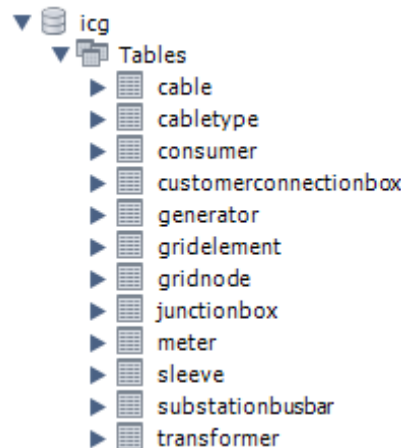 icg
Tables
cable
cabletype
consumer
customerconnectionbox
generator
gridelement
gridnode
junctionbox
meter
sleeve
substationbusbar
transformer